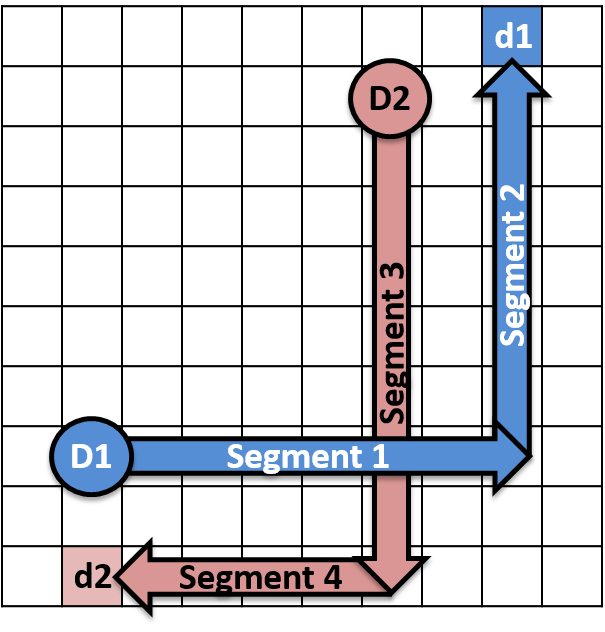 d1
D2
Segment 2
Segment 3
D1
Segment 1
d2
Segment 4